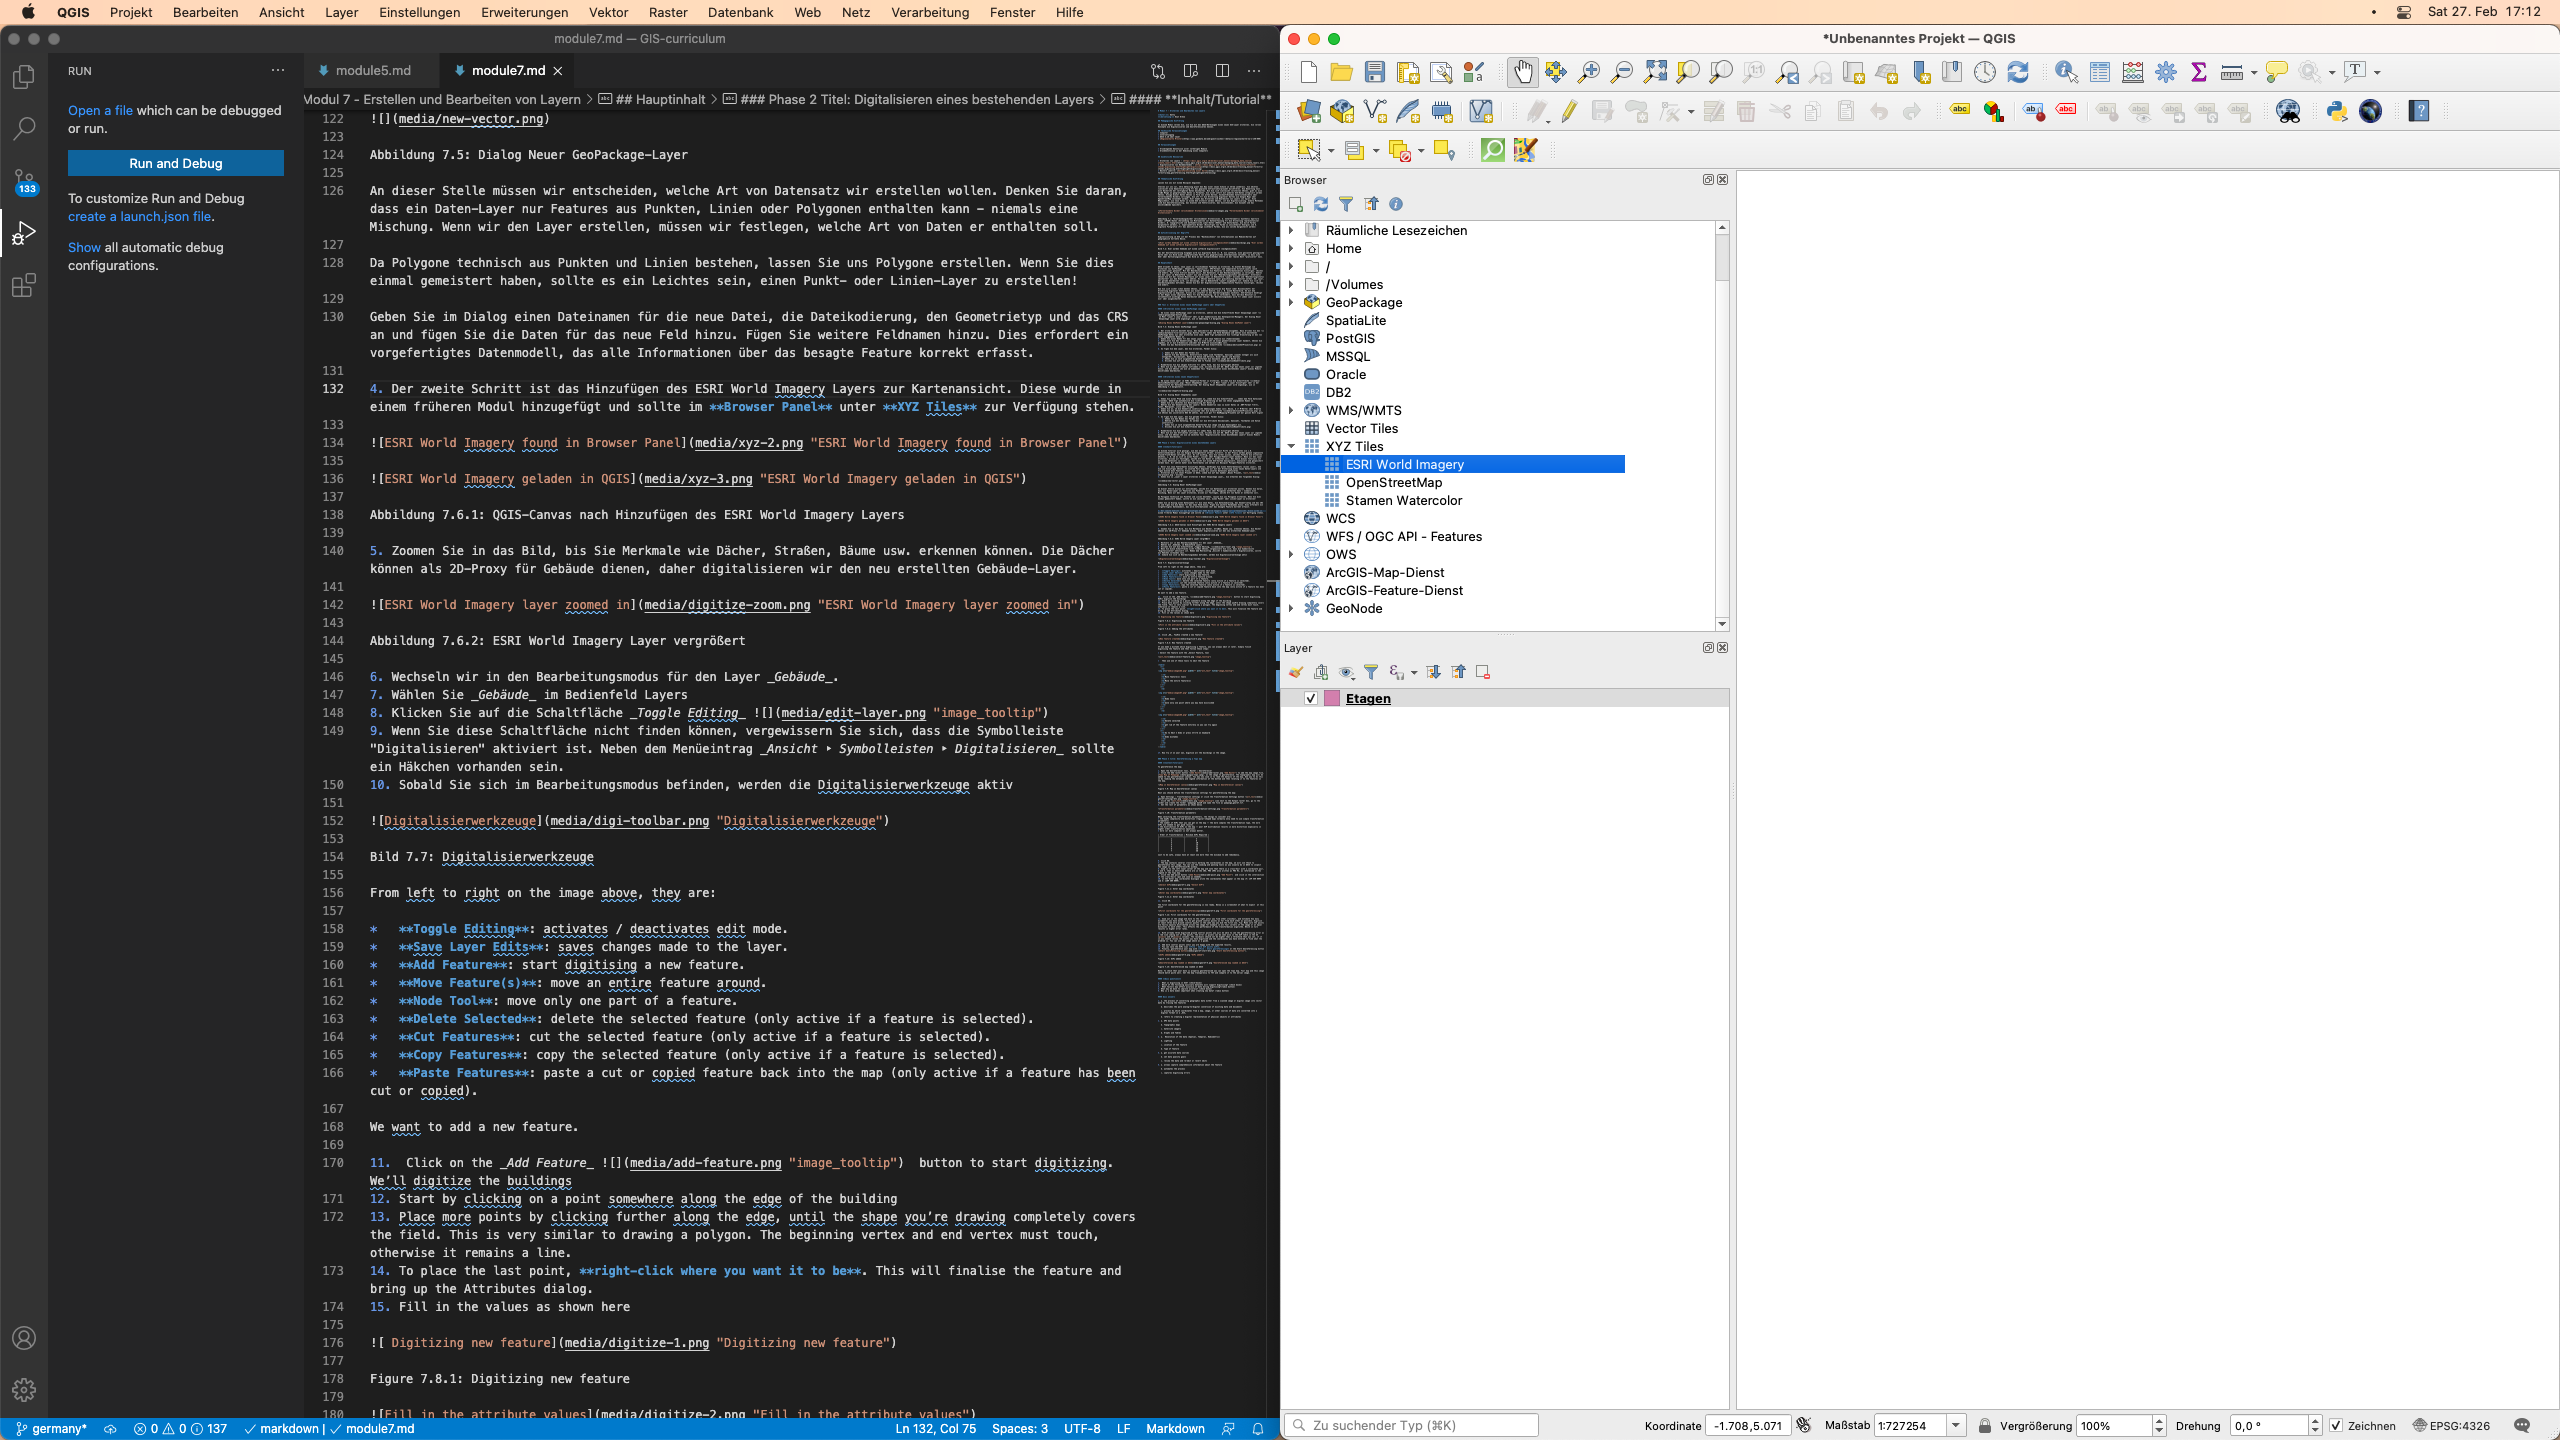 QGIS Projekt Bearbeiten Ansicht Layer Einstellungen Erweiterungen Vektor Raster Datenbank Web Netz Verarbeitung Fenster Hilfe
Sat 27. Feb 17:12
module7.md — GIS-curriculum
RUN
module5.md
module7.md
Modul 7 - Erstellen und Bearbeiten von Layern > ## Hauptinhalt > ### Phase 2 Titel: Digitalisieren eines bestehenden Layers > #### **Inhalt/Tutorial**
Open a file which can be debugged
or run.
Run and Debug
To customize Run and Debug
create a launch.json file.
Show all automatic debug
configurations.
133
122 ![](media/new-vector.png)
123
124 Abbildung 7.5: Dialog Neuer GeoPackage-Layer
125
126 An dieser Stelle müssen wir entscheiden, welche Art von Datensatz wir erstellen wollen. Denken Sie daran,
dass ein Daten-Layer nur Features aus Punkten, Linien oder Polygonen enthalten kann – niemals eine
Mischung. Wenn wir den Layer erstellen, müssen wir festlegen, welche Art von Daten er enthalten soll.
127
128 Da Polygone technisch aus Punkten und Linien bestehen, lassen Sie uns Polygone erstellen. Wenn Sie dies
einmal gemeistert haben, sollte es ein Leichtes sein, einen Punkt- oder Linien-Layer zu erstellen!
129
130 Geben Sie im Dialog einen Dateinamen für die neue Datei, die Dateikodierung, den Geometrietyp und das CRS
an und fügen Sie die Daten für das neue Feld hinzu. Fügen Sie weitere Feldnamen hinzu. Dies erfordert ein
vorgefertigtes Datenmodell, das alle Informationen über das besagte Feature korrekt erfasst.
131
132 4. Der zweite Schritt ist das Hinzufügen des ESRI World Imagery Layers zur Kartenansicht. Diese wurde in
einem früheren Modul hinzugefügt und sollte im **Browser Panel** unter **XYZ Tiles** zur Verfügung stehen.
133
134 ![ESRI World Imagery found in Browser Panel](media/xyz-2.png "ESRI World Imagery found in Browser Panel")
135
136 ![ESRI World Imagery geladen in QGIS](media/xyz-3.png "ESRI World Imagery geladen in QGIS")
137
138 Abbildung 7.6.1: QGIS-Canvas nach Hinzufügen des ESRI World Imagery Layers
139
140 5. Zoomen Sie in das Bild, bis Sie Merkmale wie Dächer, Straßen, Bäume usw. erkennen können. Die Dächer
können als 2D-Proxy für Gebäude dienen, daher digitalisieren wir den neu erstellten Gebäude-Layer.
141
142 ![ESRI World Imagery layer zoomed in](media/digitize-zoom.png "ESRI World Imagery layer zoomed in")
143
144 Abbildung 7.6.2: ESRI World Imagery Layer vergrößert
145
146 6. Wechseln wir in den Bearbeitungsmodus für den Layer _Gebäude_.
147 7. Wählen Sie _Gebäude_ im Bedienfeld Layers
148 8. Klicken Sie auf die Schaltfläche _Toggle Editing_ ![](media/edit-layer.png "image_tooltip")
149 9. Wenn Sie diese Schaltfläche nicht finden können, vergewissern Sie sich, dass die Symbolleiste
"Digitalisieren" aktiviert ist. Neben dem Menüeintrag _Ansicht ‣ Symbolleisten ‣ Digitalisieren_ sollte
ein Häkchen vorhanden sein.
150 10. Sobald Sie sich im Bearbeitungsmodus befinden, werden die Digitalisierwerkzeuge aktiv
151
152 ![Digitalisierwerkzeuge](media/digi-toolbar.png "Digitalisierwerkzeuge")
153
154 Bild 7.7: Digitalisierwerkzeuge
155
156 From left to right on the image above, they are:
157
158 * **Toggle Editing**: activates / deactivates edit mode.
159 * **Save Layer Edits**: saves changes made to the layer.
160 * **Add Feature**: start digitising a new feature.
161 * **Move Feature(s)**: move an entire feature around.
162 * **Node Tool**: move only one part of a feature.
163 * **Delete Selected**: delete the selected feature (only active if a feature is selected).
164 * **Cut Features**: cut the selected feature (only active if a feature is selected).
165 * **Copy Features**: copy the selected feature (only active if a feature is selected).
166 * **Paste Features**: paste a cut or copied feature back into the map (only active if a feature has been
cut or copied).
167
168 We want to add a new feature.
169
170 11. Click on the _Add Feature_ ![](media/add-feature.png "image_tooltip") button to start digitizing.
We’ll digitize the buildings
171 12. Start by clicking on a point somewhere along the edge of the building
172 13. Place more points by clicking further along the edge, until the shape you’re drawing completely covers
the field. This is very similar to drawing a polygon. The beginning vertex and end vertex must touch,
otherwise it remains a line.
173 14. To place the last point, **right-click where you want it to be**. This will finalise the feature and
bring up the Attributes dialog.
174 15. Fill in the values as shown here
175
176 ![ Digitizing new feature](media/digitize-1.png "Digitizing new feature")
177
178 Figure 7.8.1: Digitizing new feature
179
180 ![Fill in the attribute values](media/digitize-2.png "Fill in the attribute values")
germany* 0 0 137 markdown | module7.md
Ln 132, Col 75 Spaces: 3 UTF-8 LF Markdown
*Unbenanntes Projekt — QGIS
Browser
Räumliche Lesezeichen
Home
/
/Volumes
GeoPackage
SpatiaLite
PostGIS
MSSQL
Oracle
DB2
WMS/WMTS
Vector Tiles
XYZ Tiles
ESRI World Imagery
OpenStreetMap
Stamen Watercolor
WCS
WFS / OGC API - Features
OWS
ArcGIS-Map-Dienst
ArcGIS-Feature-Dienst
GeoNode
Layer
Etagen
Zu suchender Typ (⌘K)
Koordinate -1.708,5.071 Maßstab 1:727254 Vergrößerung 100% Drehung 0,0 ° Zeichnen EPSG:4326